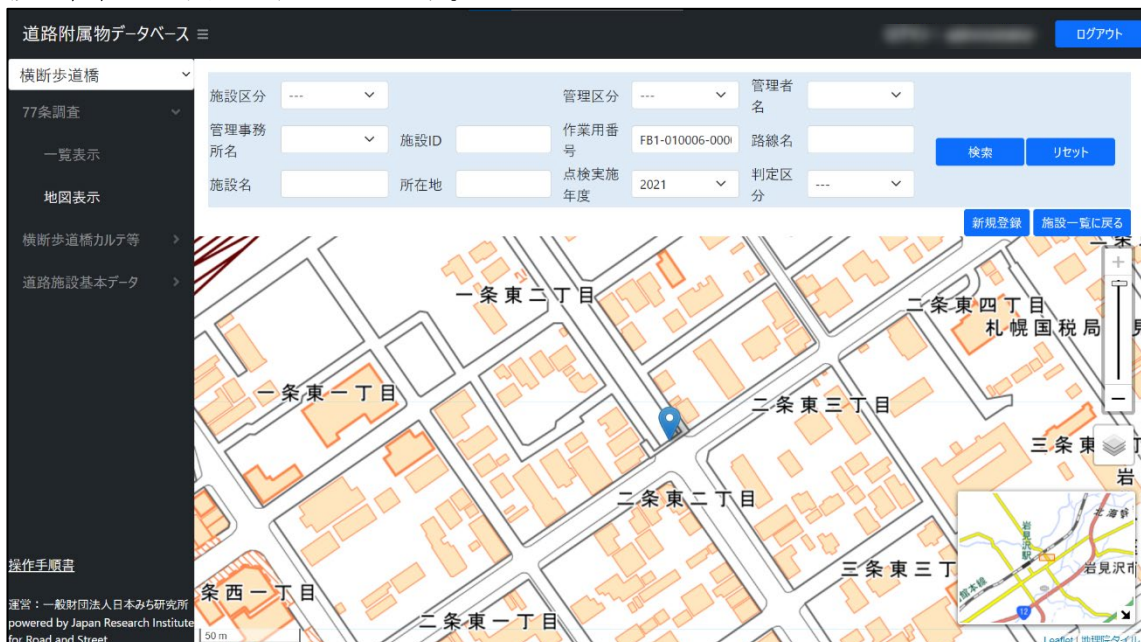 道路附属物データベース
ログアウト
横断歩道橋
77条調査
一覧表示
地図表示
横断歩道橋カルテ等
道路施設基本データ
操作手順書
運営：一般財団法人日本みち研究所
powered by Japan Research Institute
for Road and Street
施設区分 ---
管理区分 ---
管理者名
管理事務所名
施設ID
作業用番号 FB1-010006-000
路線名
施設名
所在地
点検実施年度 2021
判定区分 ---
検索 リセット
新規登録 施設一覧に戻る
一条東二丁目
二条東四丁目
札幌国税局
一条東一丁目
二条東三丁目
三条東
岩
二条東二丁目
三条東三丁
条西一丁目
二条東一丁目
+
−
岩見沢駅
岩見沢市
12
50 m
Leaflet | 地理院タイル